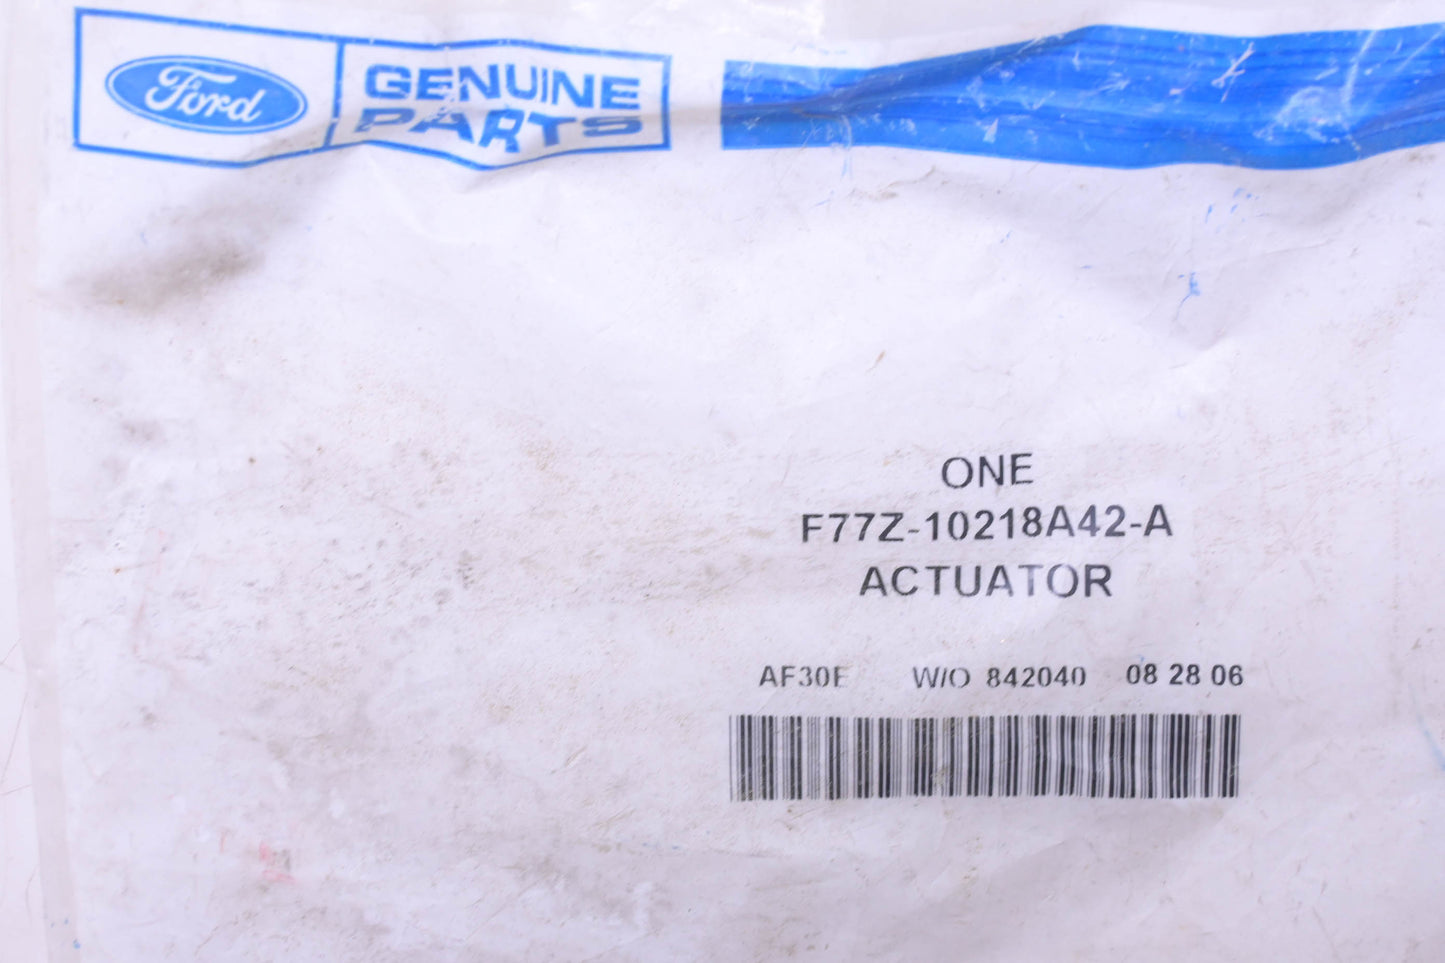 Ford
GENUINE
PARTS
ONE
F77Z-10218A42-A
ACTUATOR
AF30E W/O 842040 08 28 06